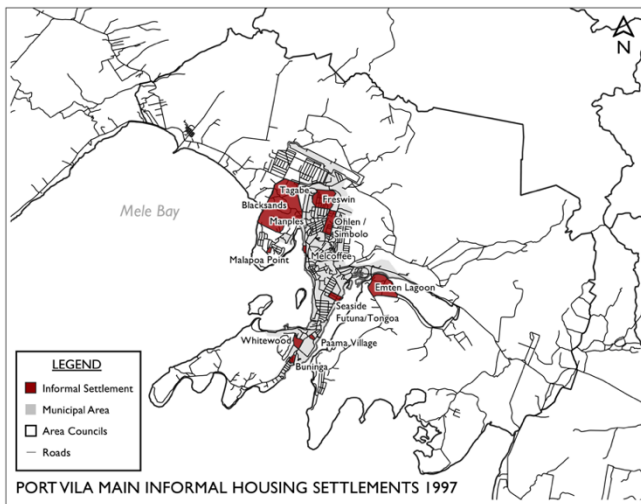 N
Mele Bay
Tagabe
Freswin
Blacksands
Manples
Ohlen /
Simbolo
Malapoa Point
Melcoffee
Emten Lagoon
Seaside
Futuna/Tongoa
Whitewood
Paama Village
Buninga
LEGEND
Informal Settlement
Municipal Area
Area Councils
Roads
PORT VILA MAIN INFORMAL HOUSING SETTLEMENTS 1997